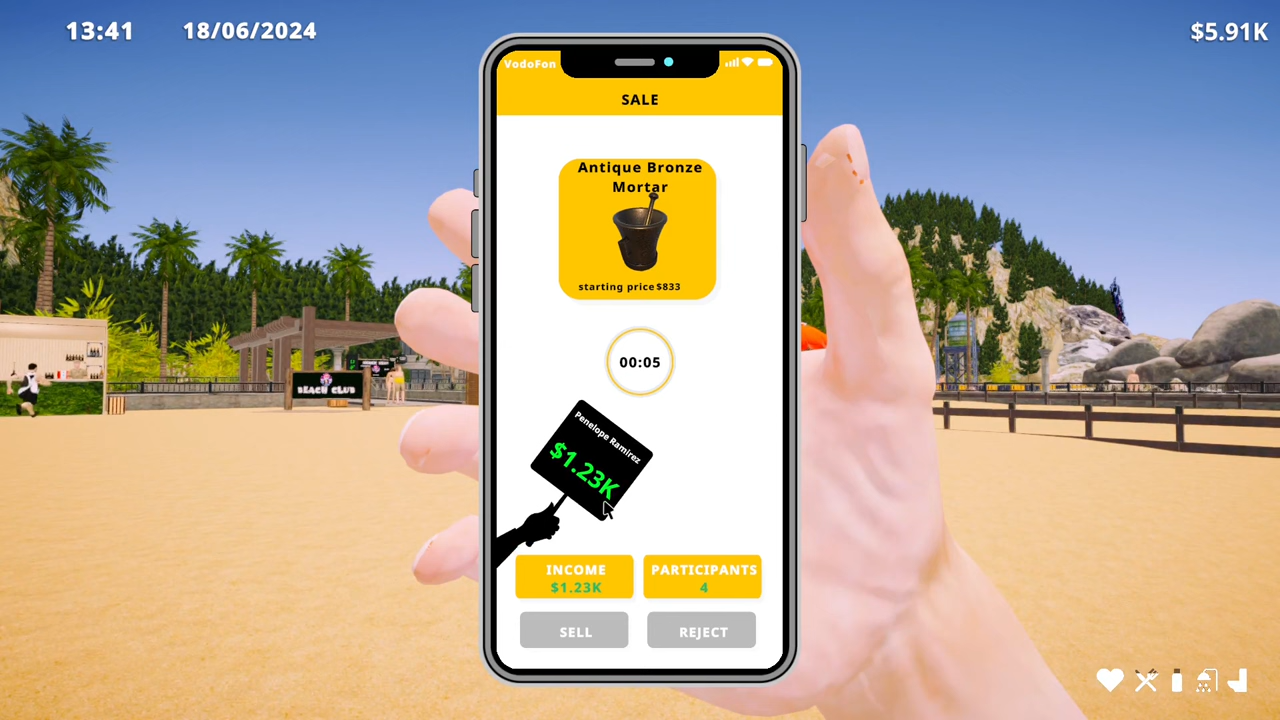 13:41
18/06/2024
$5.91K
VodoFon
SALE
Antique Bronze
Mortar
starting price $833
00:05
BEACH CLUB
Penelope Ramirez
$1.23K
INCOME
$1.23K
PARTICIPANTS
4
SELL
REJECT